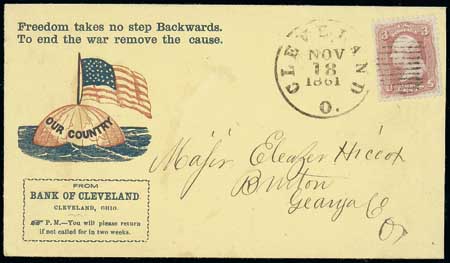 Freedom takes no step Backwards.
To end the war remove the cause.
OUR COUNTRY
FROM
BANK OF CLEVELAND
CLEVELAND, OHIO.
P. M.—You will please return
if not called for in two weeks.
CLEVELAND
NOV
18
1861
O.
3 3
U S
Major Eleazer Hicox
Burton
Geauga Co
O